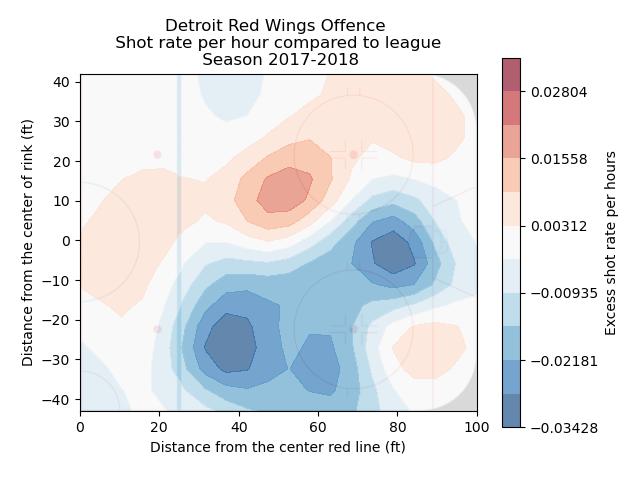 Detroit Red Wings Offence
Shot rate per hour compared to league
Season 2017-2018
Distance from the center of rink (ft)
40
30
20
10
0
−10
−20
−30
−40
0 20 40 60 80 100
Distance from the center red line (ft)
0.02804
0.01558
0.00312
−0.00935
−0.02181
−0.03428
Excess shot rate per hours